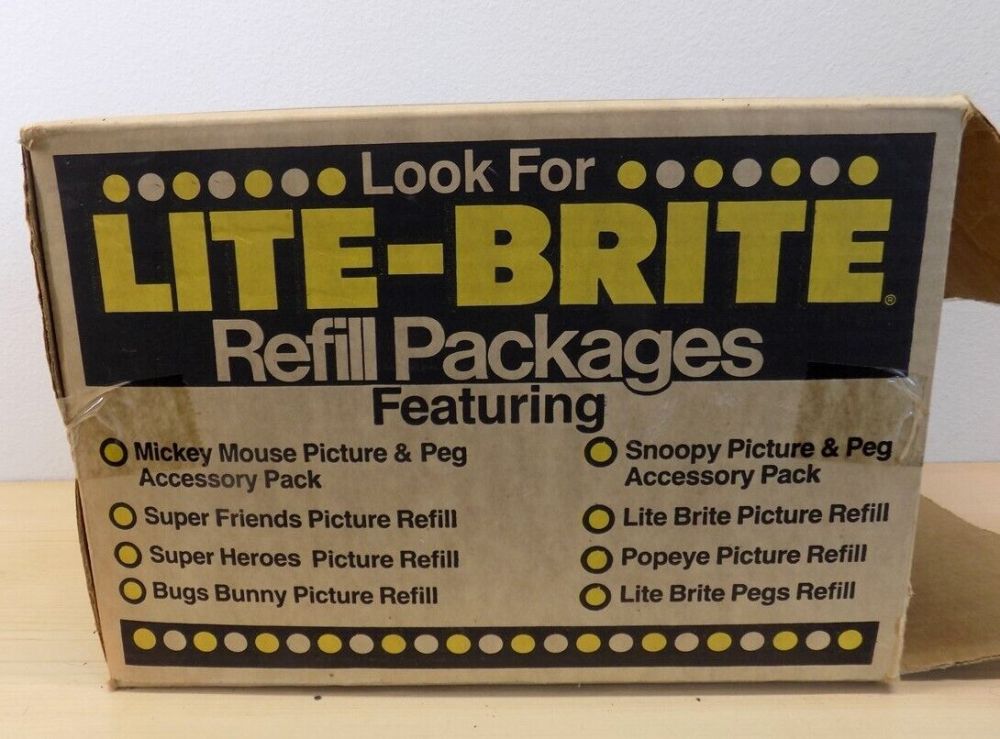 Look For
LITE-BRITE®
Refill Packages
Featuring
Mickey Mouse Picture & Peg
Accessory Pack
Super Friends Picture Refill
Super Heroes Picture Refill
Bugs Bunny Picture Refill
Snoopy Picture & Peg
Accessory Pack
Lite Brite Picture Refill
Popeye Picture Refill
Lite Brite Pegs Refill